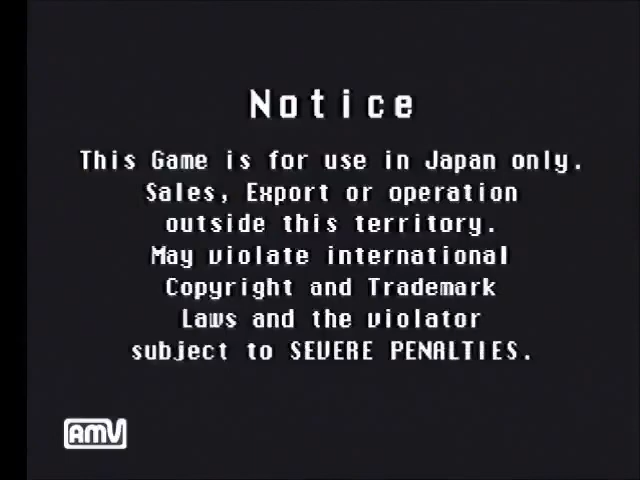 Notice
This Game is for use in Japan only.
Sales, Export or operation
outside this territory.
May violate international
Copyright and Trademark
Laws and the violator
subject to SEVERE PENALTIES.
AMV